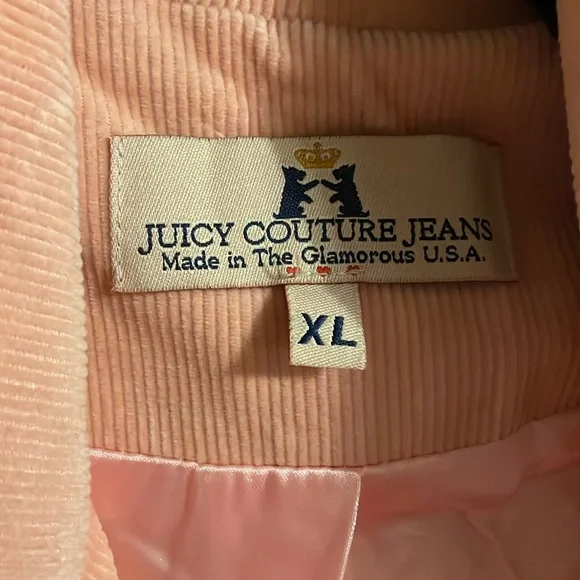 JUICY COUTURE JEANS
Made in The Glamorous U.S.A.
XL